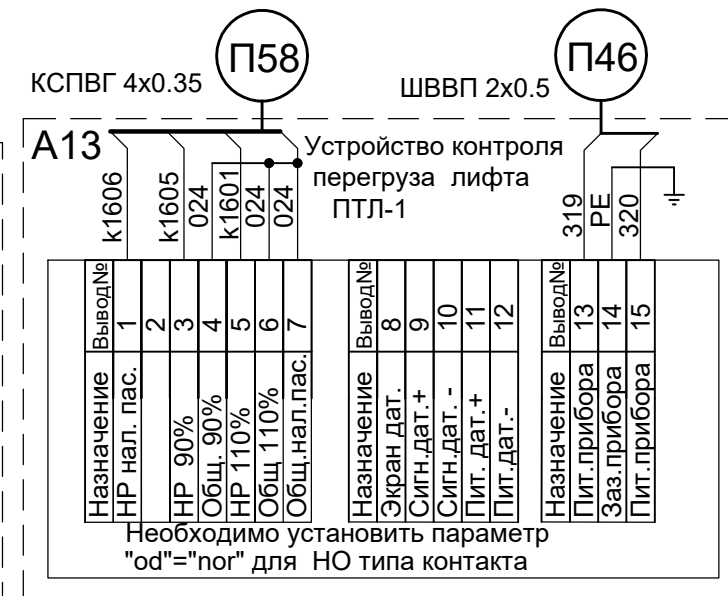 П58
П46
КСПВГ 4х0.35
ШВВП 2х0.5
А13
Устройство контроля
перегруза лифта
ПТЛ-1
k1606
k1605
024
k1601
024
024
319
PE
320
Вывод№
1
2
3
4
5
6
7
Назначение
НР нал. пас.
НР 90%
Общ. 90%
НР 110%
Общ 110%
Общ.нал.пас.
Вывод№
8
9
10
11
12
Назначение
Экран дат.
Сигн.дат.+
Сигн.дат. -
Пит. дат.+
Пит.дат.-
Вывод№
13
14
15
Назначение
Пит.прибора
Заз.прибора
Пит.прибора
Необходимо установить параметр
"od"="nor" для НО типа контакта